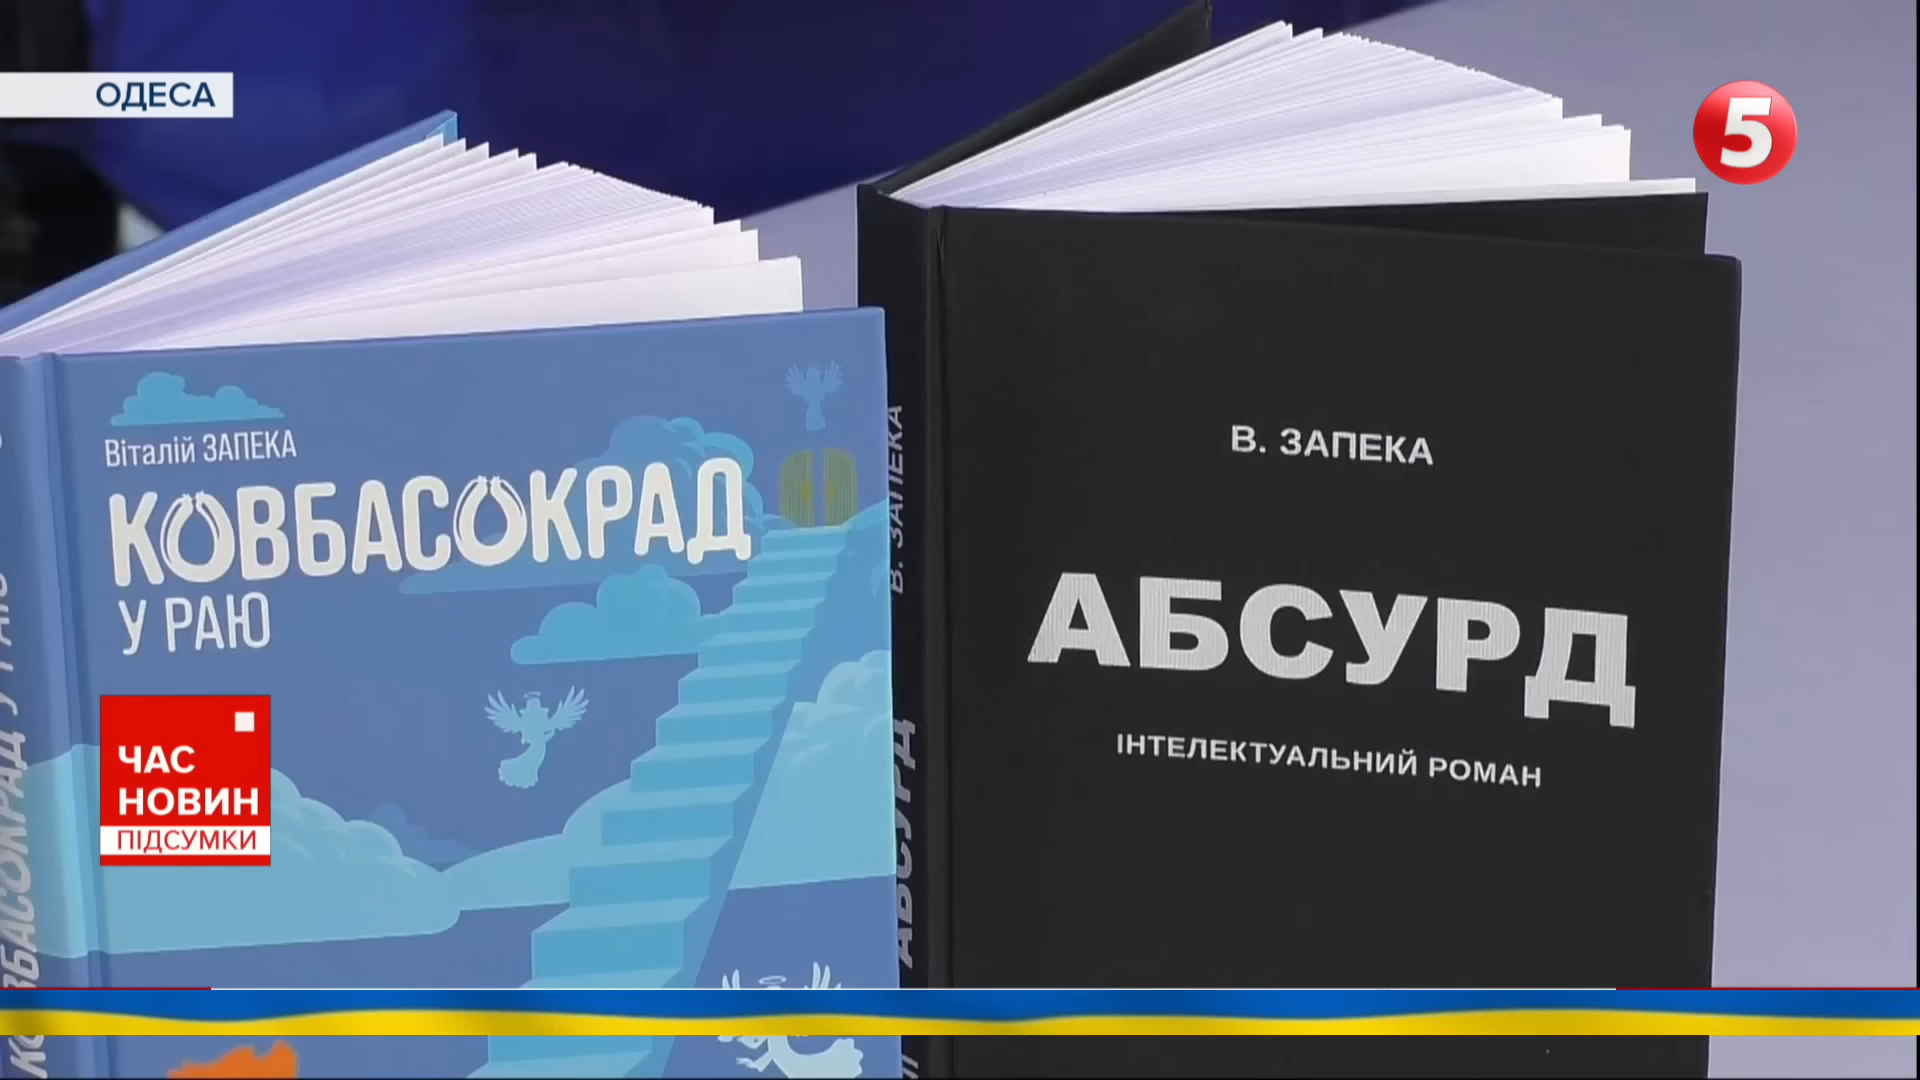 ОДЕСА
5
Віталій ЗАПЕКА
КОВБАСОКРАД
У РАЮ
КОВБАСОКРАД У РАЮ
В. ЗАПЕКА
АБСУРД
В. ЗАПЕКА
АБСУРД
ІНТЕЛЕКТУАЛЬНИЙ РОМАН
ЧАС
НОВИН
ПІДСУМКИ